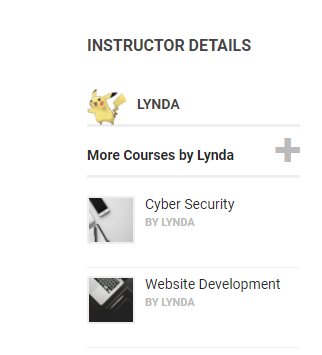 INSTRUCTOR DETAILS
LYNDA
More Courses by Lynda
Cyber Security
BY LYNDA
Website Development
BY LYNDA